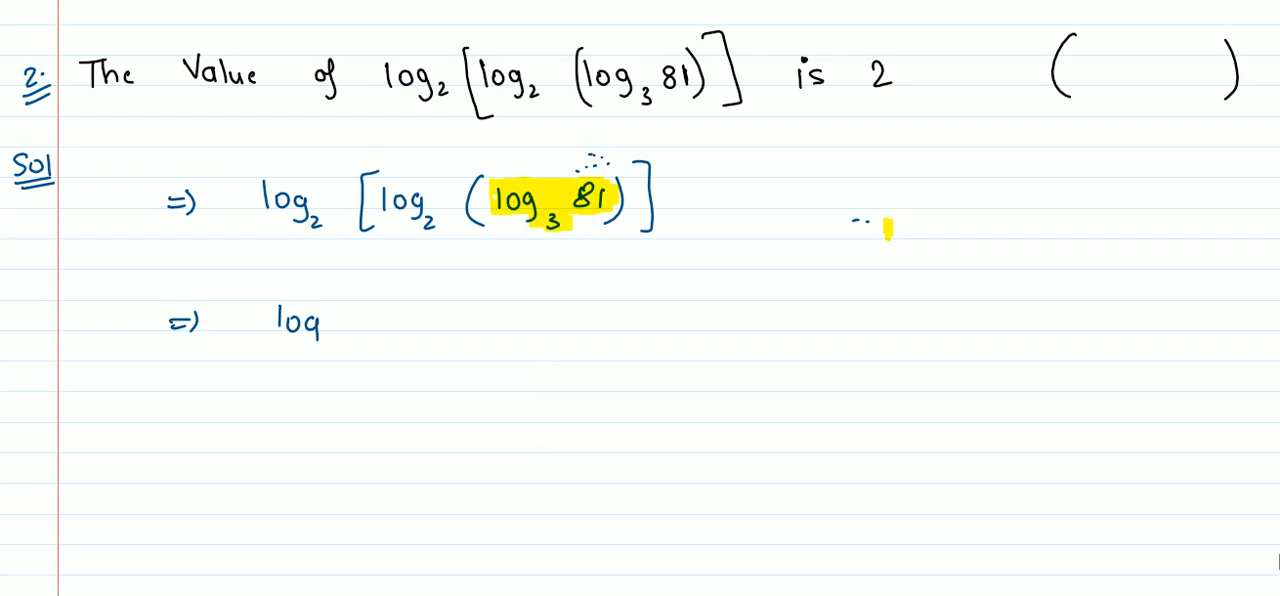 2. The Value of log₂[log₂ (log₃ 81)] is 2 ( )
Sol
=> log₂ [log₂ (log₃ 81)]
=> log